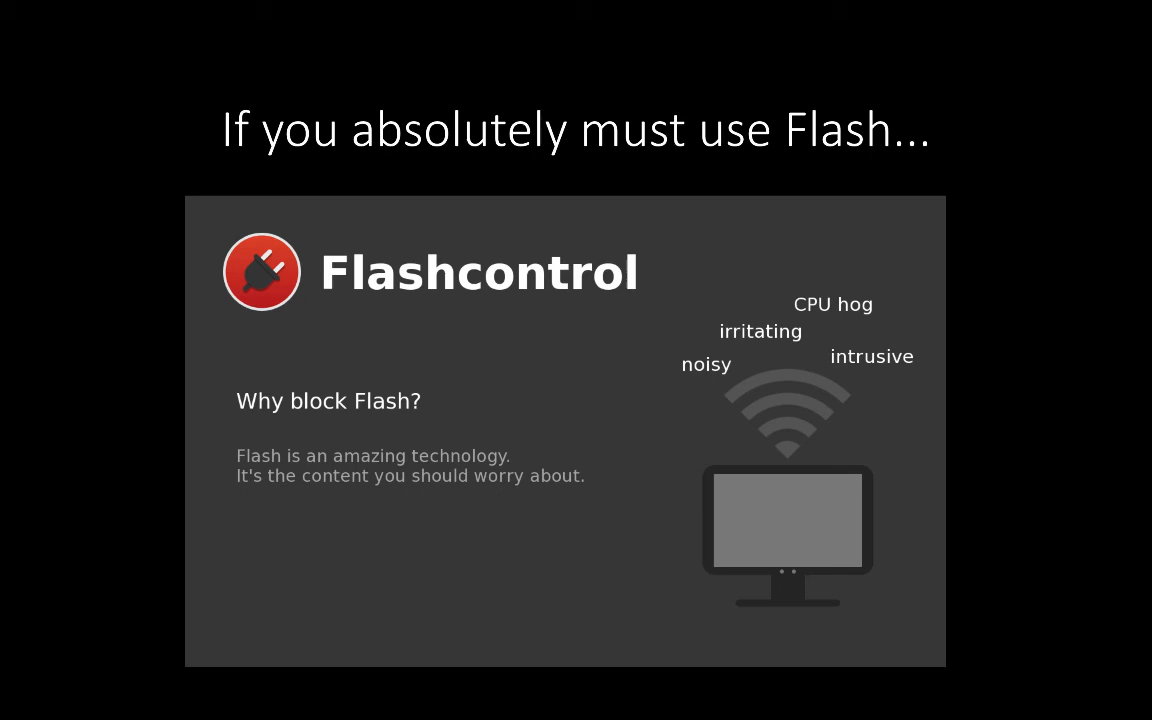 If you absolutely must use Flash...
Flashcontrol
CPU hog
irritating
intrusive
noisy
Why block Flash?
Flash is an amazing technology.
It's the content you should worry about.